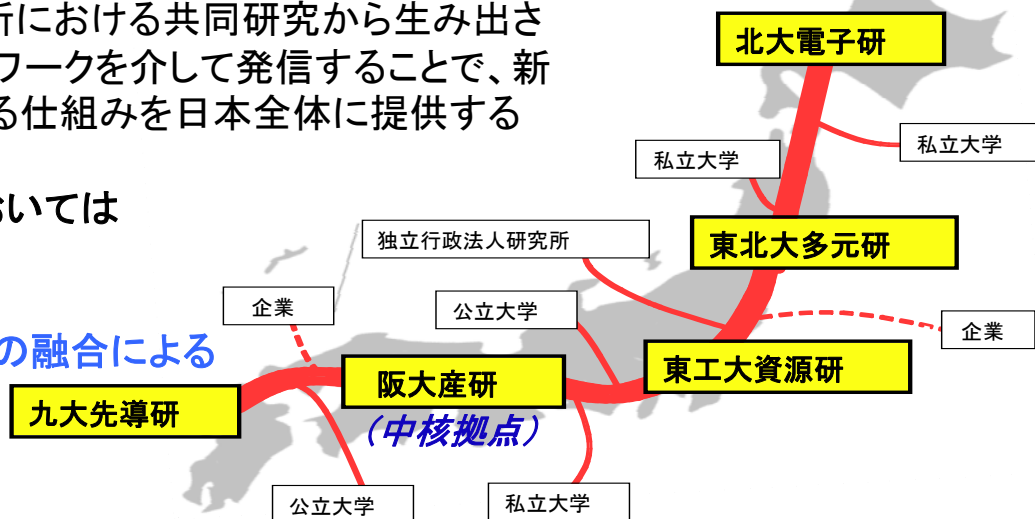 所における共同研究から生み出さ
ワークを介して発信することで、新
る仕組みを日本全体に提供する
おいては
の融合による
北大電子研
私立大学
私立大学
東北大多元研
独立行政法人研究所
公立大学
企業
企業
東工大資源研
阪大産研
(中核拠点)
九大先導研
公立大学
私立大学